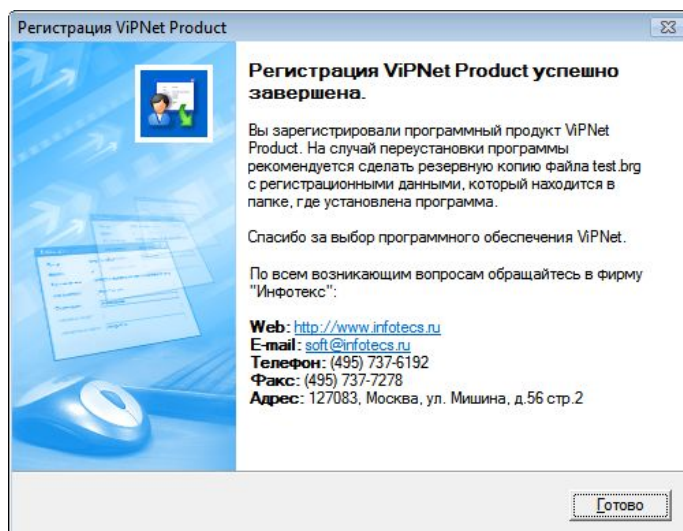 Регистрация ViPNet Product
Регистрация ViPNet Product успешно
завершена.
Вы зарегистрировали программный продукт ViPNet
Product. На случай переустановки программы
рекомендуется сделать резервную копию файла test.brg
с регистрационными данными, который находится в
папке, где установлена программа.
Спасибо за выбор программного обеспечения ViPNet.
По всем возникающим вопросам обращайтесь в фирму
"Инфотекс":
Web: http://www.infotecs.ru
E-mail: soft@infotecs.ru
Телефон: (495) 737-6192
Факс: (495) 737-7278
Адрес: 127083, Москва, ул. Мишина, д.56 стр.2
Готово